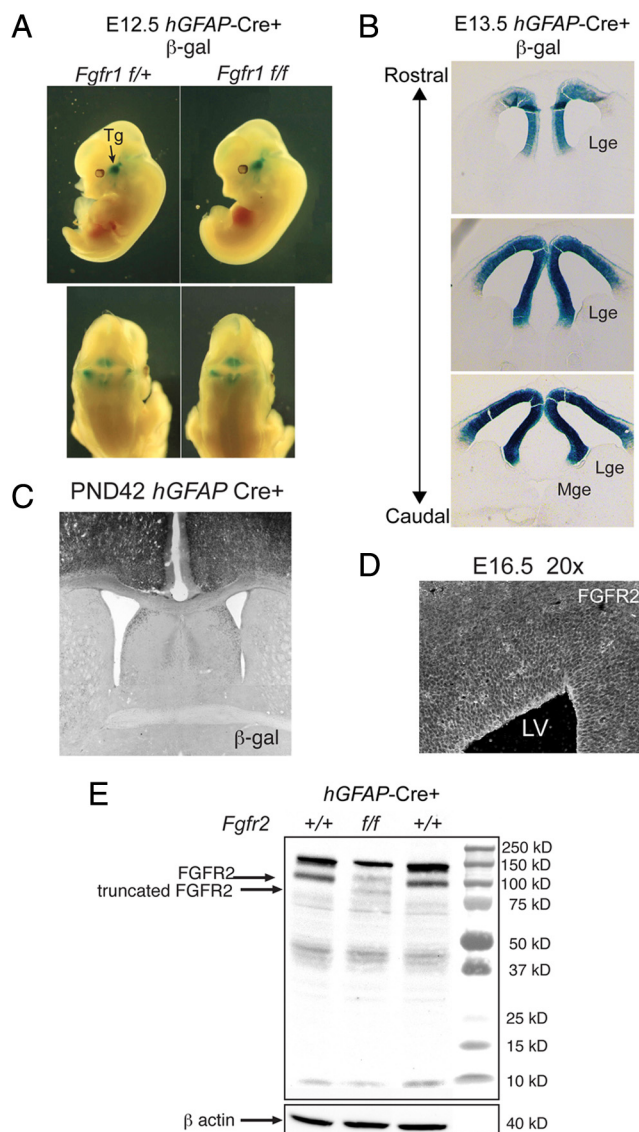 A
E12.5 hGFAP-Cre+
β-gal
Fgfr1 f/+ Fgfr1 f/f
Tg
B
E13.5 hGFAP-Cre+
β-gal
Rostral
Lge
Lge
Lge
Mge
Caudal
C
PND42 hGFAP Cre+
β-gal
D
E16.5 20x
FGFR2
LV
E
hGFAP-Cre+
Fgfr2 +/+ f/f +/+
FGFR2
truncated FGFR2
250 kD
150 kD
100 kD
75 kD
50 kD
37 kD
25 kD
15 kD
10 kD
β actin
40 kD